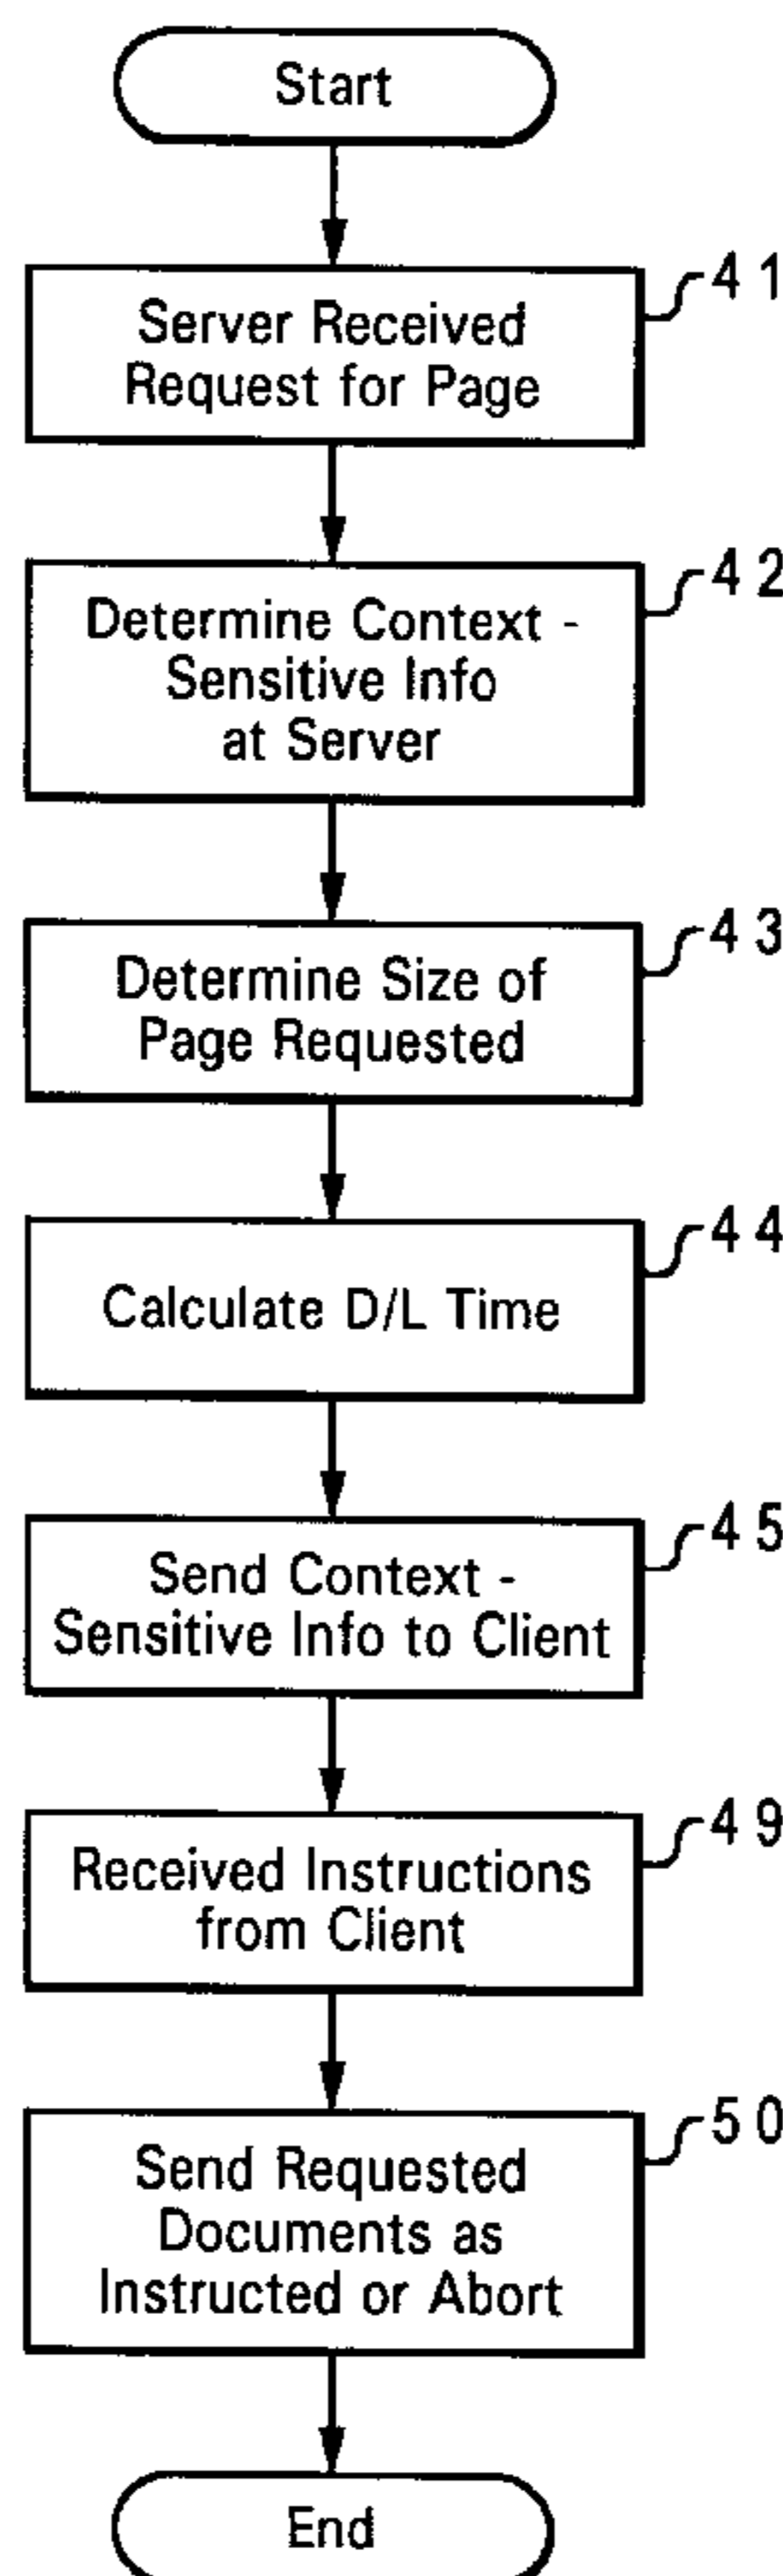 Start
41
Server Received
Request for Page
42
Determine Context -
Sensitive Info
at Server
43
Determine Size of
Page Requested
44
Calculate D/L Time
45
Send Context -
Sensitive Info to Client
49
Received Instructions
from Client
50
Send Requested
Documents as
Instructed or Abort
End